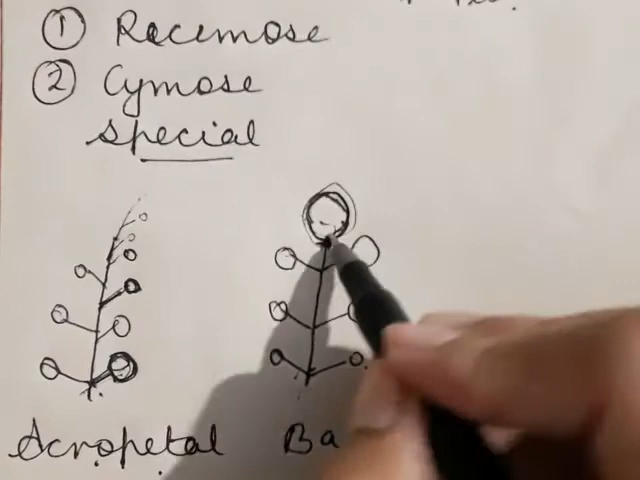 ① Racemose
② Cymose
special
Acropetal Ba